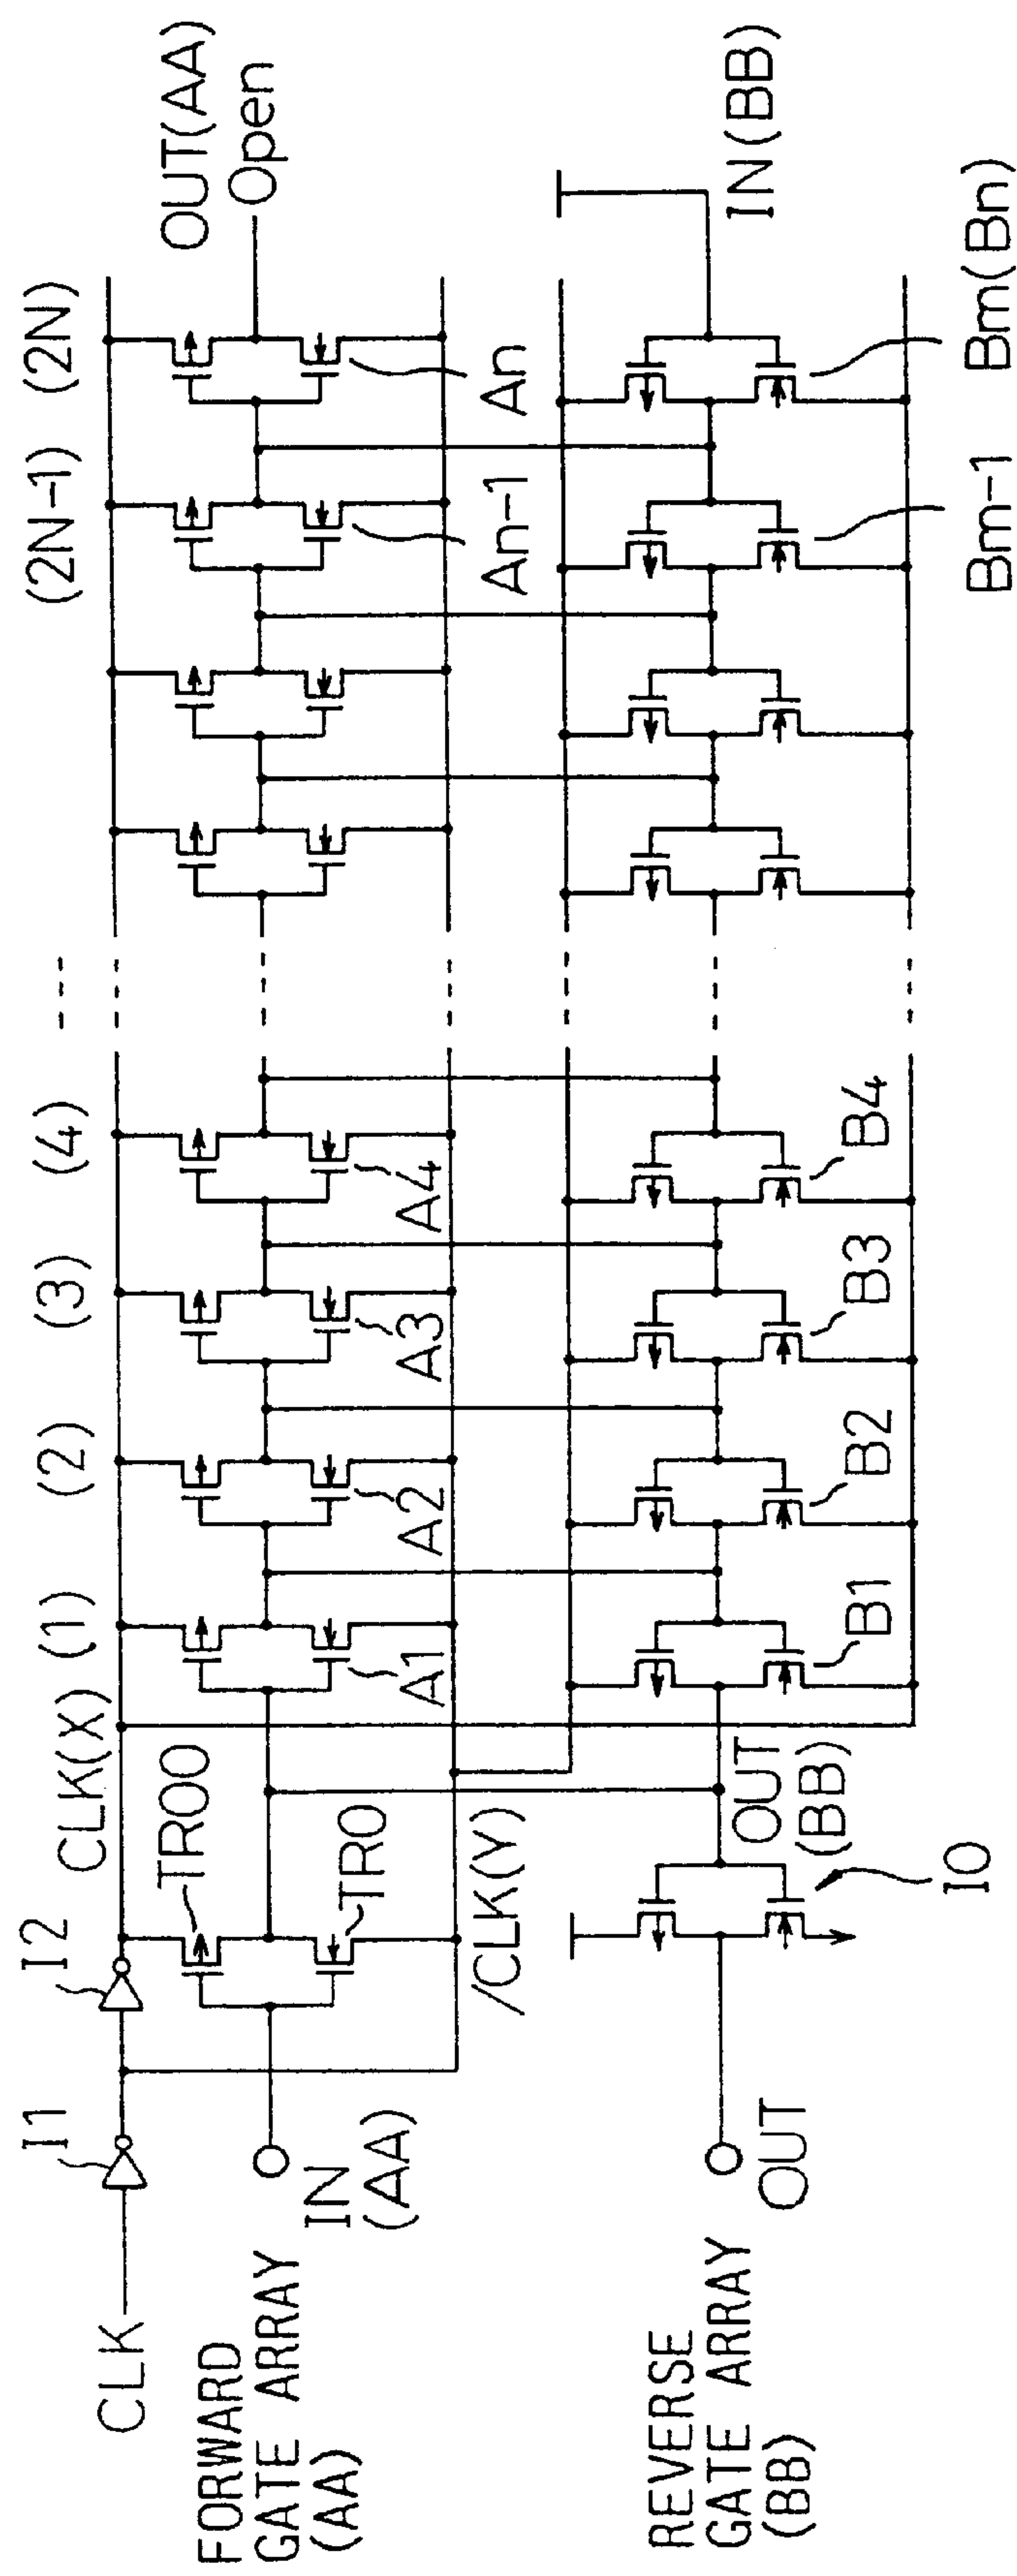 CLK
I1
I2
CLK(X)
(1)
(2)
(3)
(4)
(2N-1)
(2N)
FORWARD
GATE ARRAY
(AA)
IN
(AA)
TR00
TR0
/CLK(Y)
A1
A2
A3
A4
An-1
An
OUT(AA)
Open
REVERSE
GATE ARRAY
(BB)
OUT
I0
OUT
(BB)
B1
B2
B3
B4
Bm-1
Bm(Bn)
IN(BB)